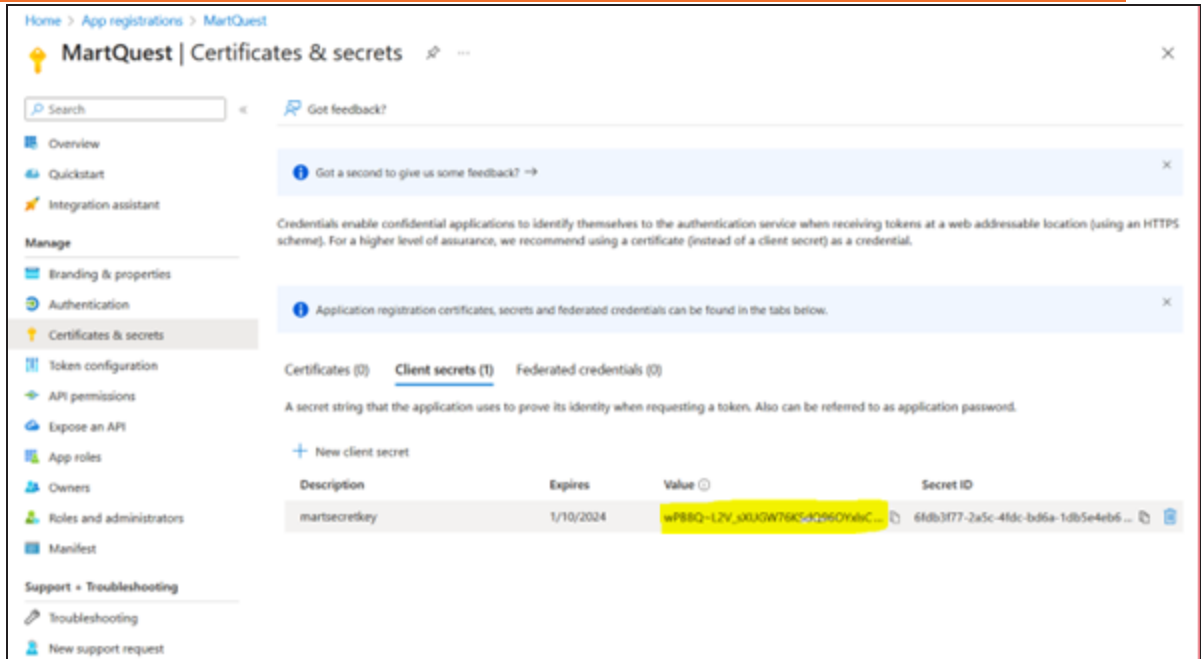 Home > App registrations > MartQuest
MartQuest | Certificates & secrets
Search
Got feedback?
Overview
Quickstart
Integration assistant
Got a second to give us some feedback? →
Credentials enable confidential applications to identify themselves to the authentication service when receiving tokens at a web addressable location (using an HTTPS
scheme). For a higher level of assurance, we recommend using a certificate (instead of a client secret) as a credential.
Manage
Branding & properties
Authentication
Certificates & secrets
Token configuration
API permissions
Expose an API
App roles
Owners
Roles and administrators
Manifest
Support + Troubleshooting
Troubleshooting
New support request
Application registration certificates, secrets and federated credentials can be found in the tabs below.
Certificates (0) Client secrets (1) Federated credentials (0)
A secret string that the application uses to prove its identity when requesting a token. Also can be referred to as application password.
+ New client secret
Description Expires Value Secret ID
martsecretkey 1/10/2024 6fdb3f77-2a5c-4fdc-bd6a-1db5e4eb6 ...